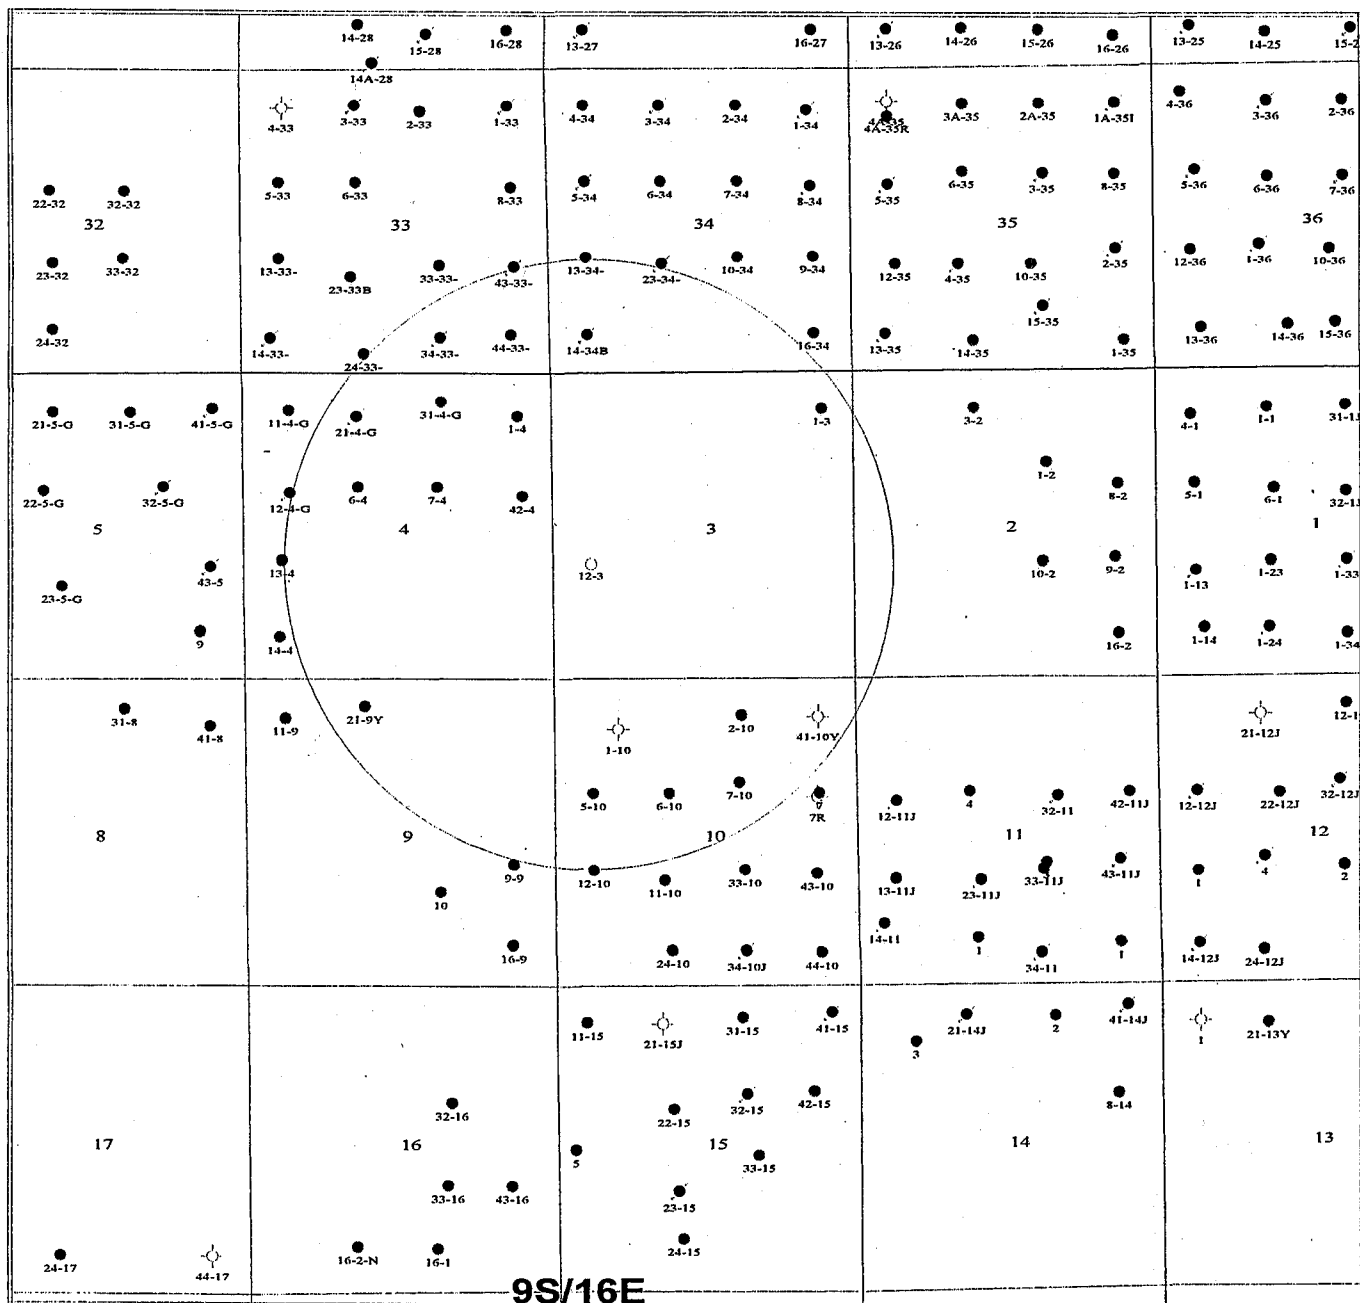 14-28 15-28 16-28 13-27 16-27 13-26 14-26 15-26 16-26 13-25 14-25 15-2
14A-28
4-33 3-33 2-33 1-33 4-34 3-34 2-34 1-34 4A-35 3A-35 2A-35 1A-35I 4-36 3-36 2-36
4A-35R
22-32 32-32 5-33 6-33 8-33 5-34 6-34 7-34 8-34 5-35 6-35 3-35 8-35 5-36 6-36 7-36
32 33 34 35 36
23-32 33-32 13-33- 23-33B 33-33- 43-33- 13-34- 23-34- 10-34 9-34 12-35 4-35 10-35 2-35 12-36 1-36 10-36
15-35
24-32 14-33- 24-33- 34-33- 44-33- 14-34B 16-34 13-35 14-35 1-35 13-36 14-36 15-36
21-5-G 31-5-G 41-5-G 11-4-G 21-4-G 31-4-G 1-4 1-3 3-2 4-1 1-1 31-1J
1-2
22-5-G 32-5-G 12-4-G 6-4 7-4 42-4 8-2 5-1 6-1 32-1J
5 4 3 2 1
23-5-G 43-5 13-4 12-3 10-2 9-2 1-13 1-23 1-33
9 14-4 16-2 1-14 1-24 1-34
31-8 41-8 11-9 21-9Y 1-10 2-10 41-10Y 21-12J 12-1
5-10 6-10 7-10 7R 12-11J 4 32-11 42-11J 12-12J 22-12J 32-12J
8 9 10 11 12
10 9-9 12-10 11-10 33-10 43-10 13-11J 23-11J 33-11J 43-11J 1 4 2
16-9 24-10 34-10J 44-10 14-11 1 34-11 1 14-12J 24-12J
11-15 21-15J 31-15 41-15 3 21-14J 2 41-14J 1 21-13Y
32-16 22-15 32-15 42-15 8-14
17 16 15 14 13
5 33-15
33-16 43-16 23-15
24-17 44-17 16-2-N 16-1 24-15
9S/16E